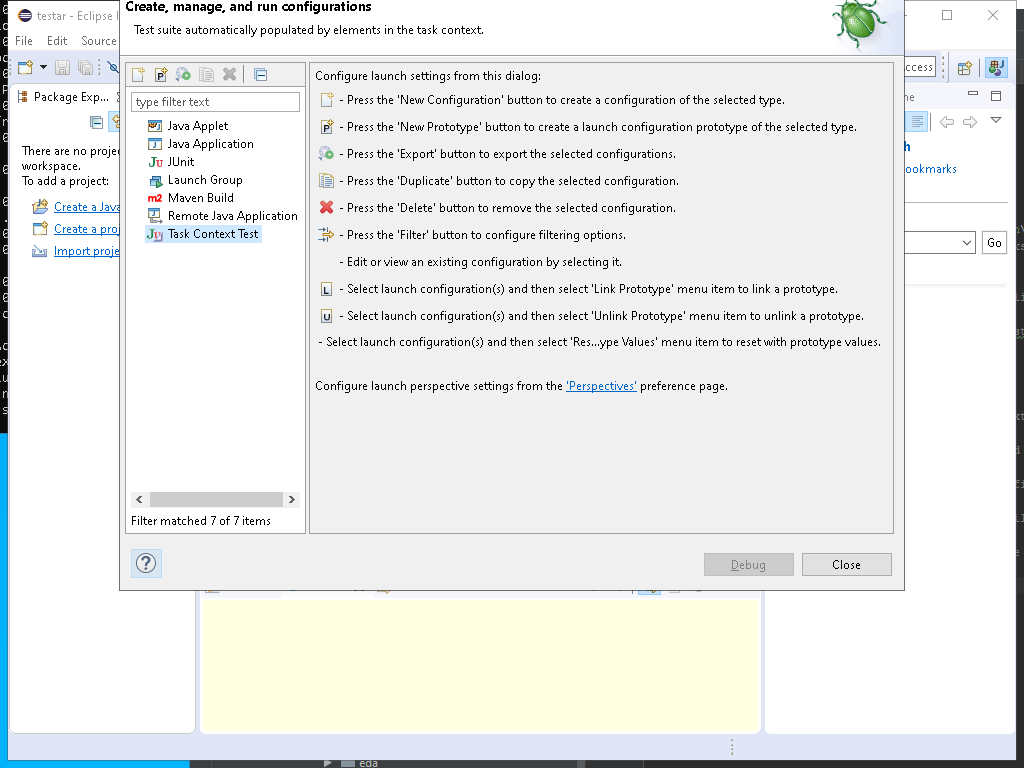 Create, manage, and run configurations
Test suite automatically populated by elements in the task context.
testar - Eclipse I
File Edit Source
ccess
Package Exp...
type filter text
Java Applet
Java Application
JUnit
Launch Group
Maven Build
Remote Java Application
Task Context Test
Filter matched 7 of 7 items
There are no proje
workspace.
To add a project:
Create a Java
Create a proj
Import proje
Configure launch settings from this dialog:
- Press the 'New Configuration' button to create a configuration of the selected type.
- Press the 'New Prototype' button to create a launch configuration prototype of the selected type.
- Press the 'Export' button to export the selected configurations.
- Press the 'Duplicate' button to copy the selected configuration.
- Press the 'Delete' button to remove the selected configuration.
- Press the 'Filter' button to configure filtering options.
- Edit or view an existing configuration by selecting it.
- Select launch configuration(s) and then select 'Link Prototype' menu item to link a prototype.
- Select launch configuration(s) and then select 'Unlink Prototype' menu item to unlink a prototype.
- Select launch configuration(s) and then select 'Res...ype Values' menu item to reset with prototype values.
Configure launch perspective settings from the 'Perspectives' preference page.
ne
h
ookmarks
Go
Debug
Close
eda